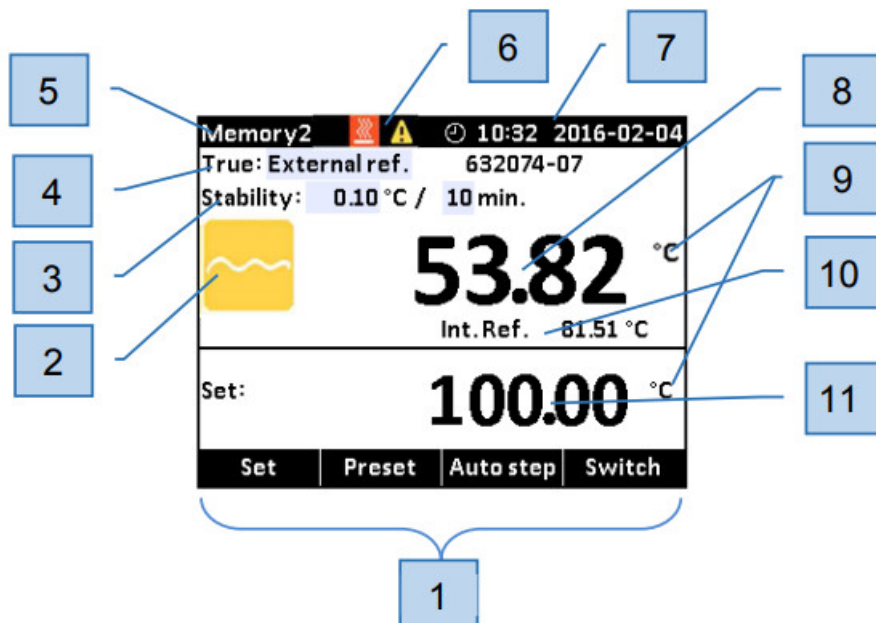 6
7
5
8
Memory2 10:32 2016-02-04
True: External ref. 632074-07
4
9
Stability: 0.10 °C / 10 min.
3
53.82 °C
10
2
Int. Ref. 81.51 °C
Set: 100.00 °C
11
Set Preset Auto step Switch
1